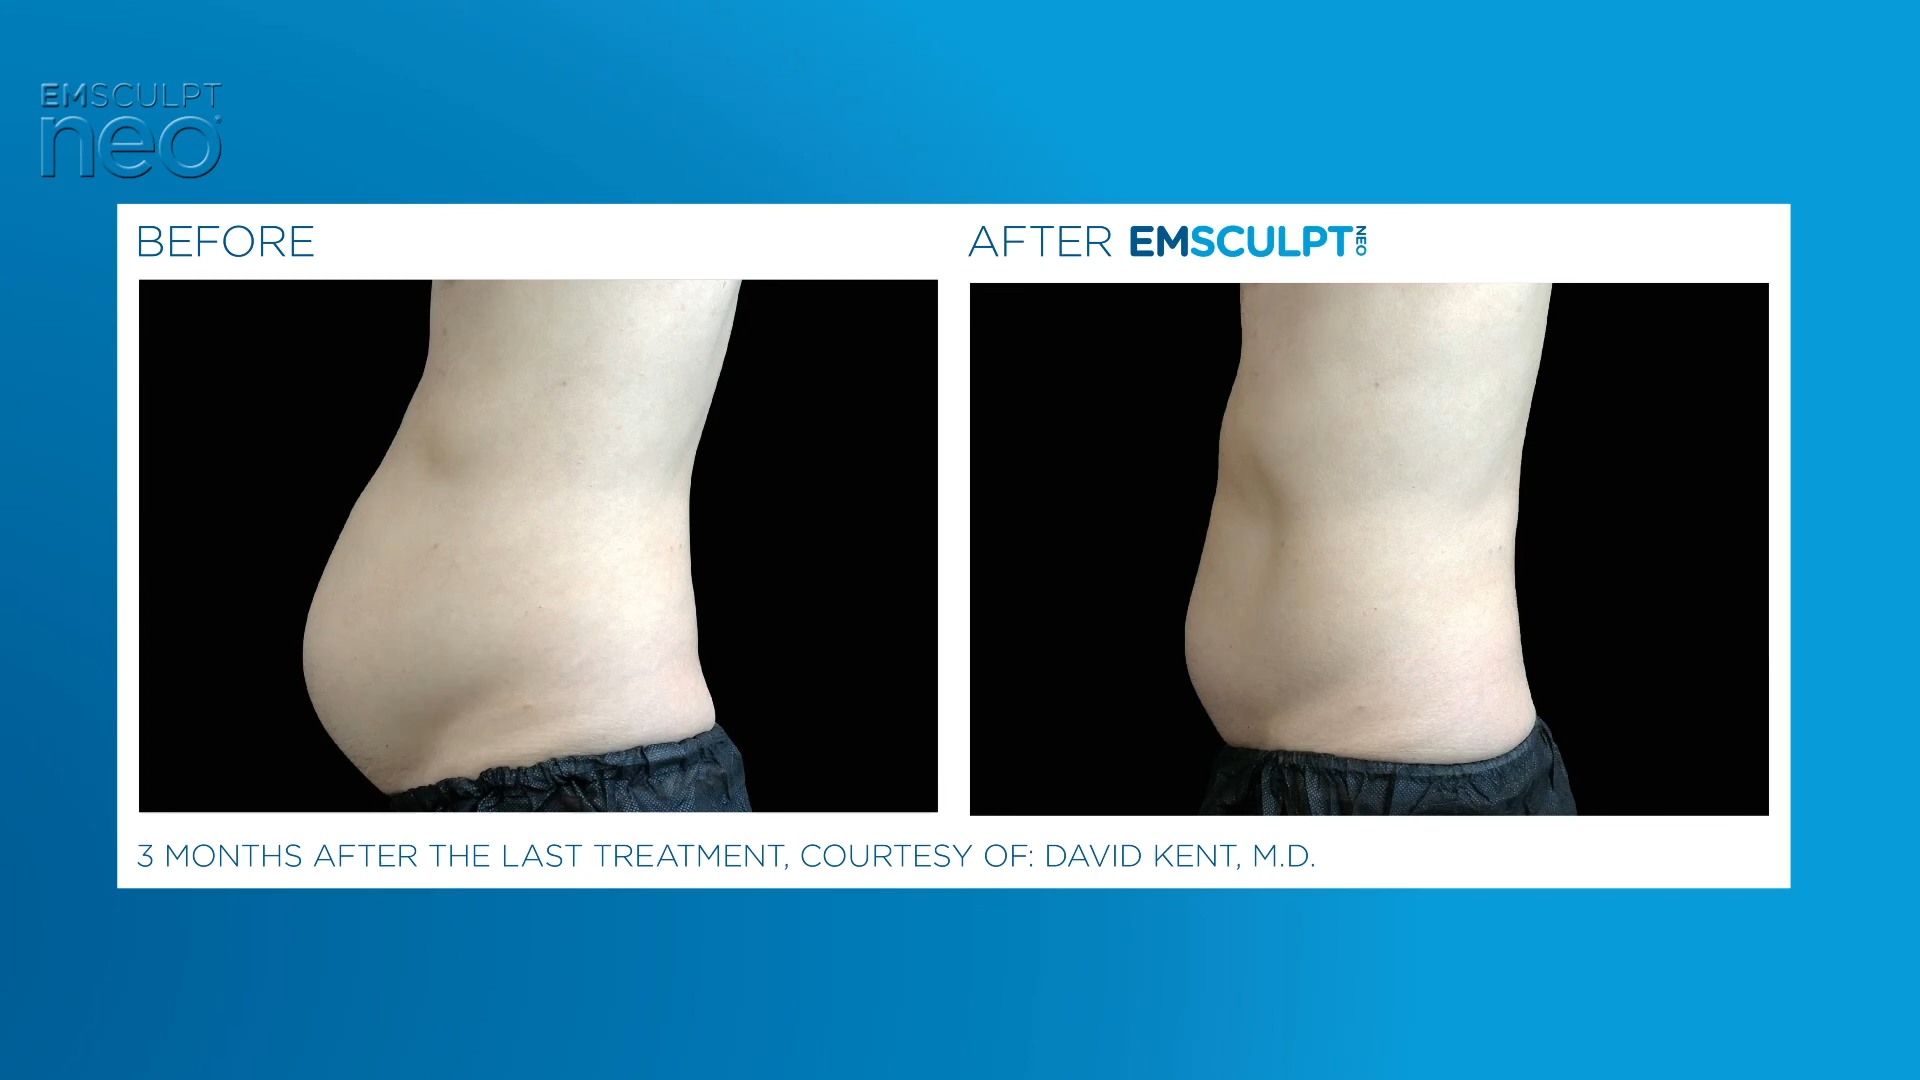 EMSCULPT
neo
BEFORE
AFTER EMSCULPT NEO
3 MONTHS AFTER THE LAST TREATMENT, COURTESY OF: DAVID KENT, M.D.